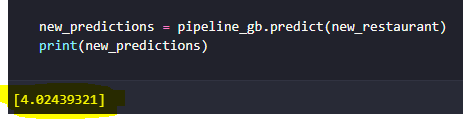 new_predictions = pipeline_gb.predict(new_restaurant)
print(new_predictions)
[4.02439321]